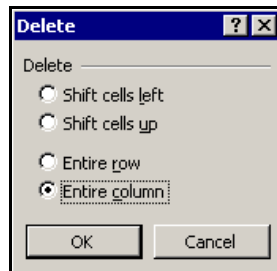 Delete
Delete
Shift cells left
Shift cells up
Entire row
Entire column
OK Cancel